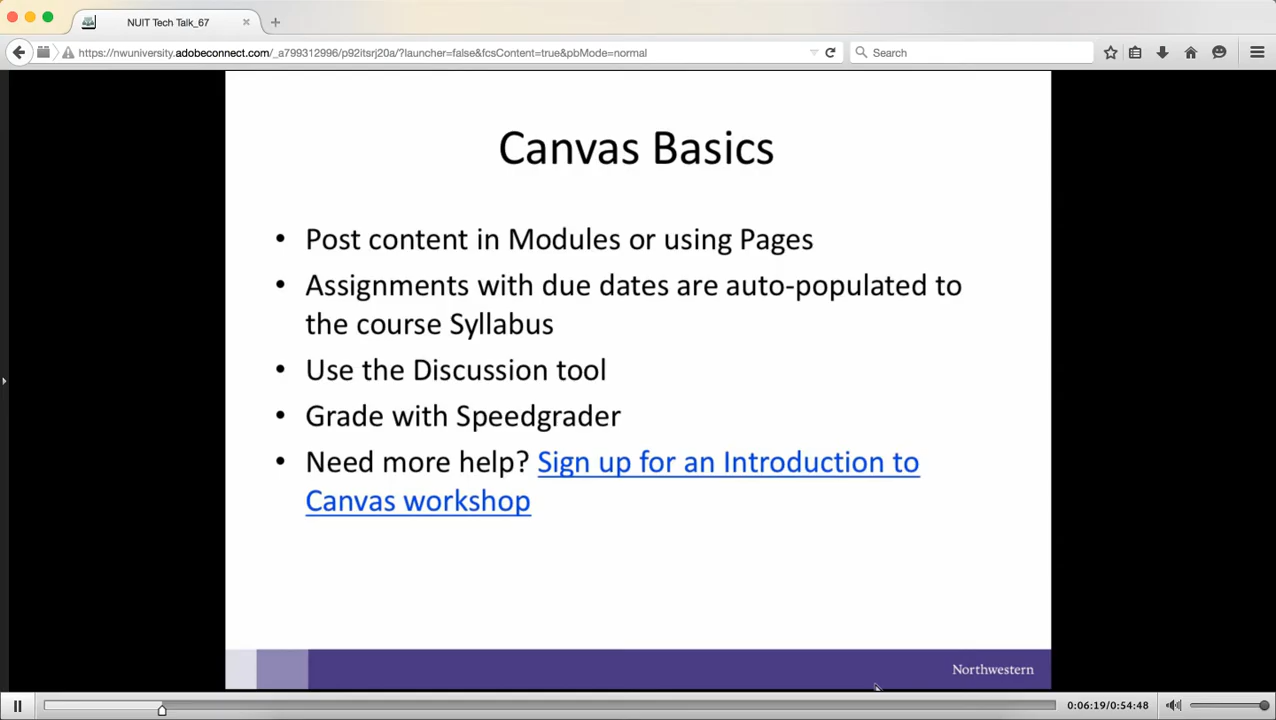 NUIT Tech Talk_67
https://nwuniversity.adobeconnect.com/_a799312996/p92itsrj20a/?launcher=false&fcsContent=true&pbMode=normal
Search
Canvas Basics
• Post content in Modules or using Pages
• Assignments with due dates are auto-populated to
the course Syllabus
• Use the Discussion tool
• Grade with Speedgrader
• Need more help? Sign up for an Introduction to
Canvas workshop
Northwestern
0:06:19/0:54:48